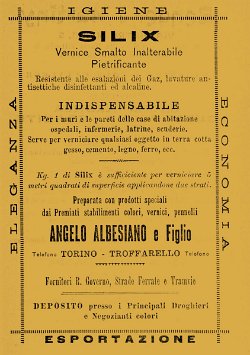 IGIENE
SILIX
Vernice Smalto Inalterabile
Pietrificante
Resistente alle esalazioni dei Gaz, lavature an-
tisettiche disinfettanti ed alcaline.
INDISPENSABILE
Per i muri e le pareti delle case di abitazione
ospedali, infermerie, latrine, scuderie.
Serve per verniciare qualsiasi oggetto in terra cotta
gesso, cemento, legno, ferro, ecc.
Kg. 1 di Silix è sufficiente per verniciare 5
metri quadrati di superficie applicandone due strati.
Preparata con prodotti speciali
dai Premiati stabilimenti colori, vernici, pennelli
ANGELO ALBESIANO e Figlio
Telefono TORINO - TROFFARELLO Telefono
Fornitori R. Governo, Strade Ferrate e Tramvie
DEPOSITO presso i Principali Droghieri
e Negozianti colori
ELEGANZA
ECONOMIA
ESPORTAZIONE